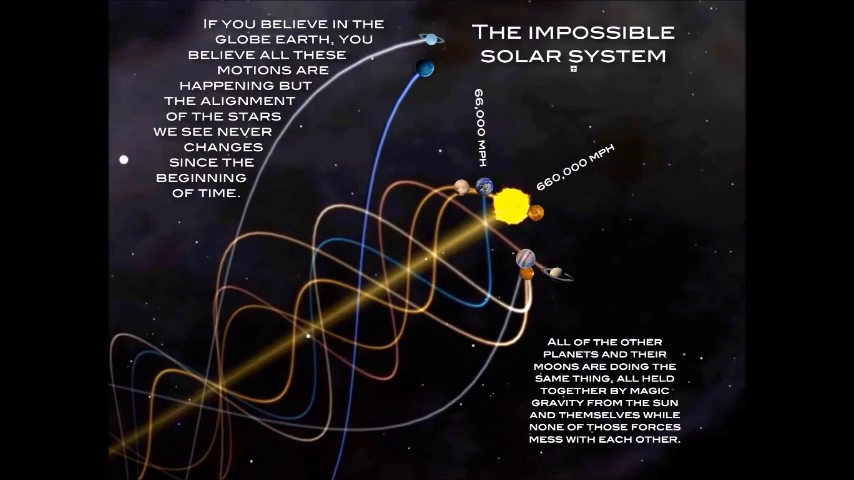 If you believe in the
globe earth, you
believe all these
motions are
happening but
the alignment
of the stars
we see never
changes
since the
beginning
of time.
The impossible
solar system
66,000 mph
660,000 mph
All of the other
planets and their
moons are doing the
same thing, all held
together by magic
gravity from the sun
and themselves while
none of those forces
mess with each other.